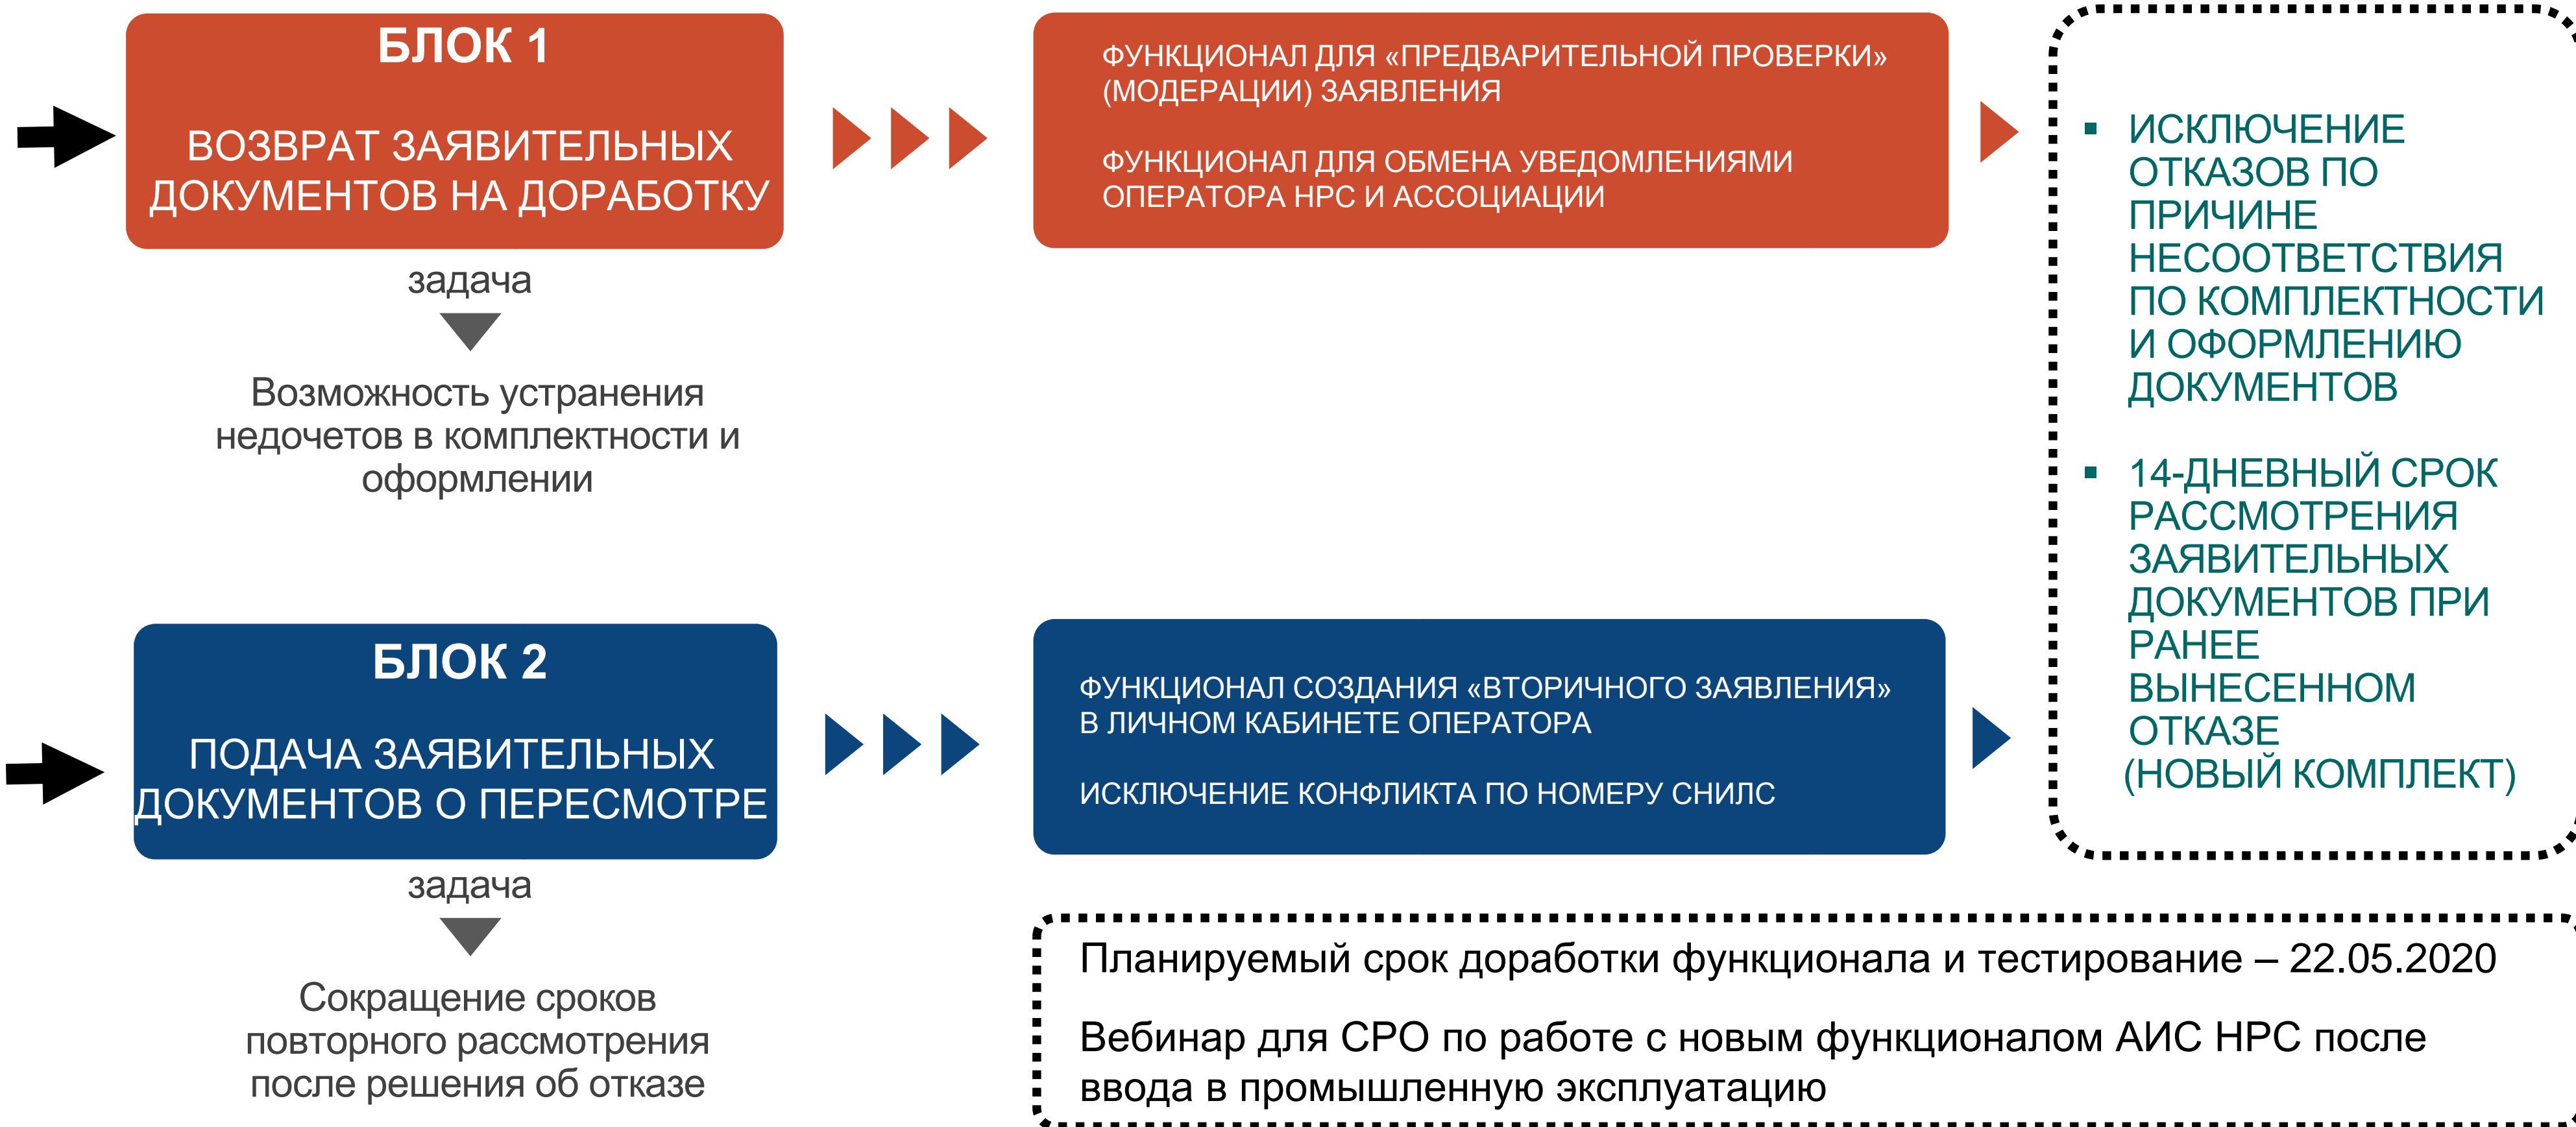 БЛОК 1
ВОЗВРАТ ЗАЯВИТЕЛЬНЫХ
ДОКУМЕНТОВ НА ДОРАБОТКУ
задача
Возможность устранения
недочетов в комплектности и
оформлении
ФУНКЦИОНАЛ ДЛЯ «ПРЕДВАРИТЕЛЬНОЙ ПРОВЕРКИ»
(МОДЕРАЦИИ) ЗАЯВЛЕНИЯ
ФУНКЦИОНАЛ ДЛЯ ОБМЕНА УВЕДОМЛЕНИЯМИ
ОПЕРАТОРА НРС И АССОЦИАЦИИ
БЛОК 2
ПОДАЧА ЗАЯВИТЕЛЬНЫХ
ДОКУМЕНТОВ О ПЕРЕСМОТРЕ
задача
Сокращение сроков
повторного рассмотрения
после решения об отказе
ФУНКЦИОНАЛ СОЗДАНИЯ «ВТОРИЧНОГО ЗАЯВЛЕНИЯ»
В ЛИЧНОМ КАБИНЕТЕ ОПЕРАТОРА
ИСКЛЮЧЕНИЕ КОНФЛИКТА ПО НОМЕРУ СНИЛС
▪ ИСКЛЮЧЕНИЕ
ОТКАЗОВ ПО
ПРИЧИНЕ
НЕСООТВЕТСТВИЯ
ПО КОМПЛЕКТНОСТИ
И ОФОРМЛЕНИЮ
ДОКУМЕНТОВ
▪ 14-ДНЕВНЫЙ СРОК
РАССМОТРЕНИЯ
ЗАЯВИТЕЛЬНЫХ
ДОКУМЕНТОВ ПРИ
РАНЕЕ
ВЫНЕСЕННОМ
ОТКАЗЕ
(НОВЫЙ КОМПЛЕКТ)
Планируемый срок доработки функционала и тестирование – 22.05.2020
Вебинар для СРО по работе с новым функционалом АИС НРС после
ввода в промышленную эксплуатацию